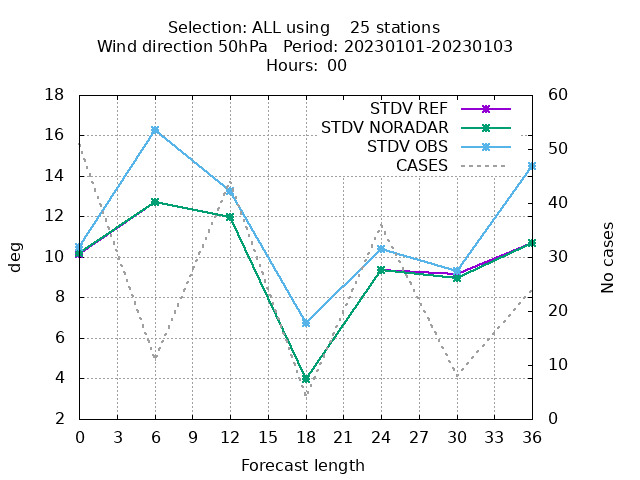 Selection: ALL using    25 stations
Wind direction 50hPa   Period: 20230101-20230103
Hours: 00
18 60
STDV REF
STDV NORADAR
STDV OBS
CASES
16
50
14
40
12
10 30
8
20
6
10
4
2 0
deg
No cases
0 3 6 9 12 15 18 21 24 27 30 33 36
Forecast length